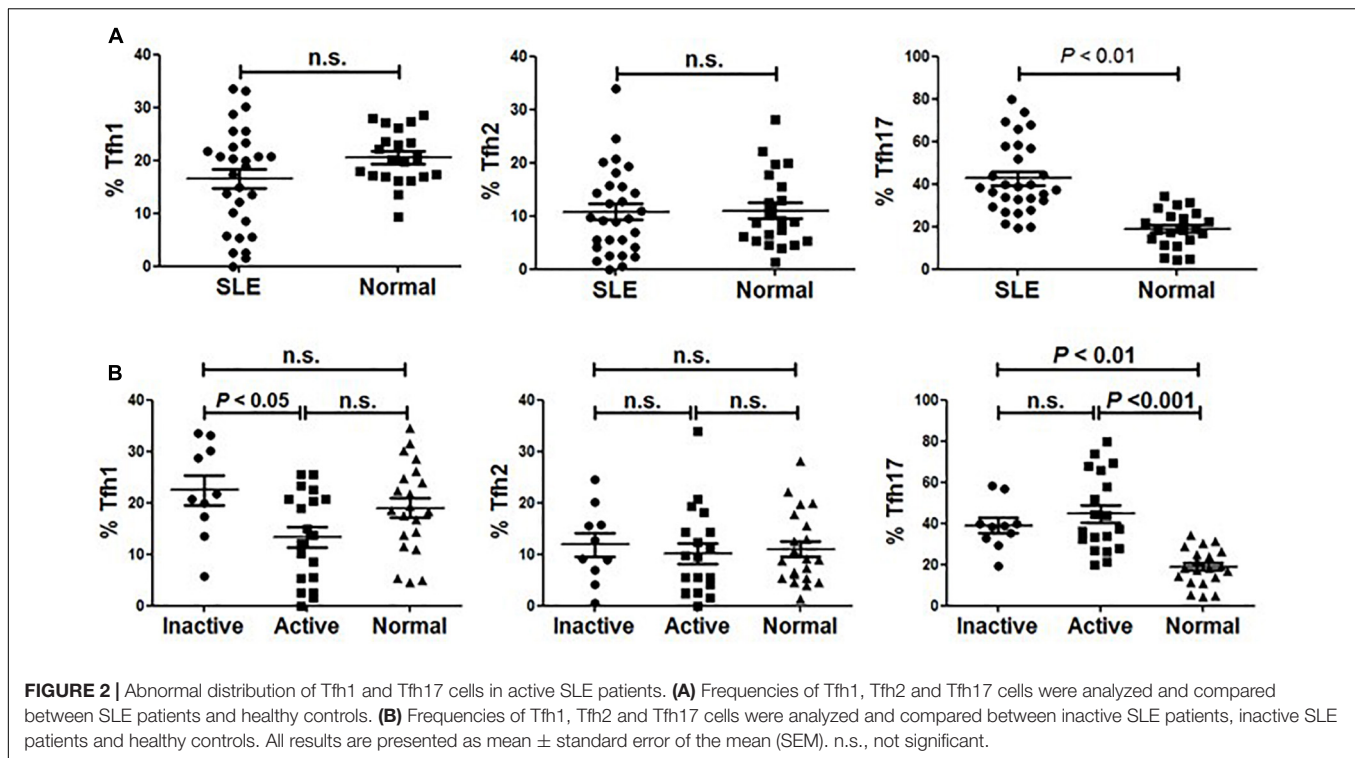 A
n.s.
n.s.
P < 0.01
40
30
20
10
0
% Tfh1
SLE
Normal
40
30
20
10
0
% Tfh2
SLE
Normal
100
80
60
40
20
0
% Tfh17
SLE
Normal
B
n.s.
P < 0.05
n.s.
40
30
20
10
0
% Tfh1
Inactive
Active
Normal
n.s.
n.s.
n.s.
40
30
20
10
0
% Tfh2
Inactive
Active
Normal
P < 0.01
n.s.
P <0.001
100
80
60
40
20
0
% Tfh17
Inactive
Active
Normal
FIGURE 2 | Abnormal distribution of Tfh1 and Tfh17 cells in active SLE patients. (A) Frequencies of Tfh1, Tfh2 and Tfh17 cells were analyzed and compared
between SLE patients and healthy controls. (B) Frequencies of Tfh1, Tfh2 and Tfh17 cells were analyzed and compared between inactive SLE patients, inactive SLE
patients and healthy controls. All results are presented as mean ± standard error of the mean (SEM). n.s., not significant.